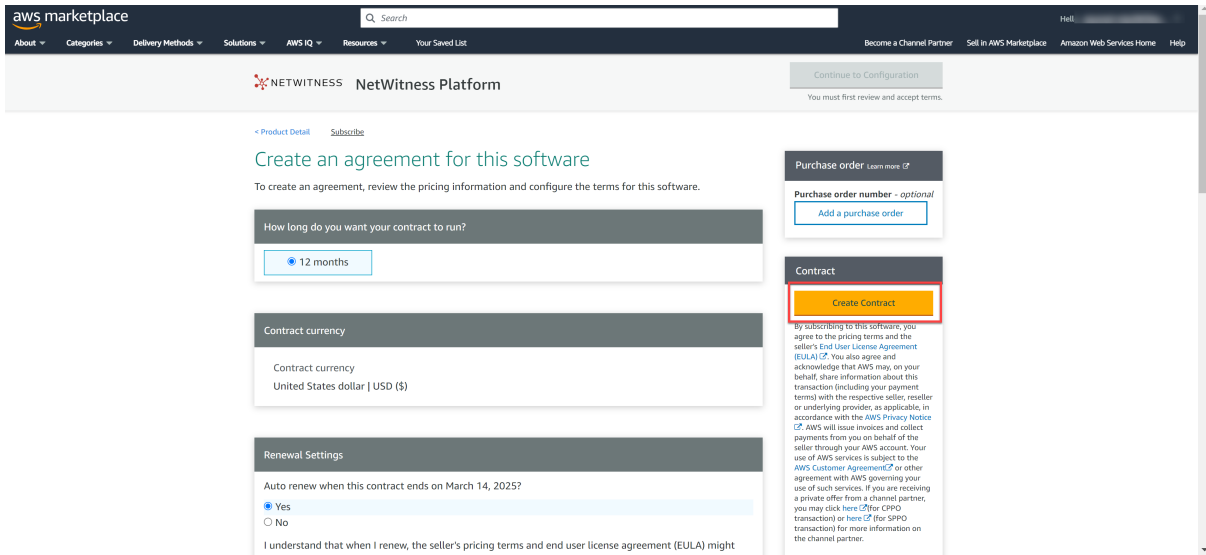 aws marketplace
Search
Hell
About
Categories
Delivery Methods
Solutions
AWS IQ
Resources
Your Saved List
Become a Channel Partner
Sell in AWS Marketplace
Amazon Web Services Home
Help
NETWITNESS
NetWitness Platform
Continue to Configuration
You must first review and accept terms.
< Product Detail
Subscribe
Create an agreement for this software
To create an agreement, review the pricing information and configure the terms for this software.
How long do you want your contract to run?
12 months
Contract currency
Contract currency
United States dollar | USD ($)
Renewal Settings
Auto renew when this contract ends on March 14, 2025?
Yes
No
I understand that when I renew, the seller's pricing terms and end user license agreement (EULA) might
Purchase order Learn more
Purchase order number - optional
Add a purchase order
Contract
Create Contract
By subscribing to this software, you
agree to the pricing terms and the
seller's End User License Agreement
(EULA) . You also agree and
acknowledge that AWS may, on your
behalf, share information about this
transaction (including your payment
terms) with the respective seller, reseller
or underlying provider, as applicable, in
accordance with the AWS Privacy Notice
. AWS will issue invoices and collect
payments from you on behalf of the
seller through your AWS account. Your
use of AWS services is subject to the
AWS Customer Agreement or other
agreement with AWS governing your
use of such services. If you are receiving
a private offer from a channel partner,
you may click here (for CPPO
transaction) or here (for SPPO
transaction) for more information on
the channel partner.